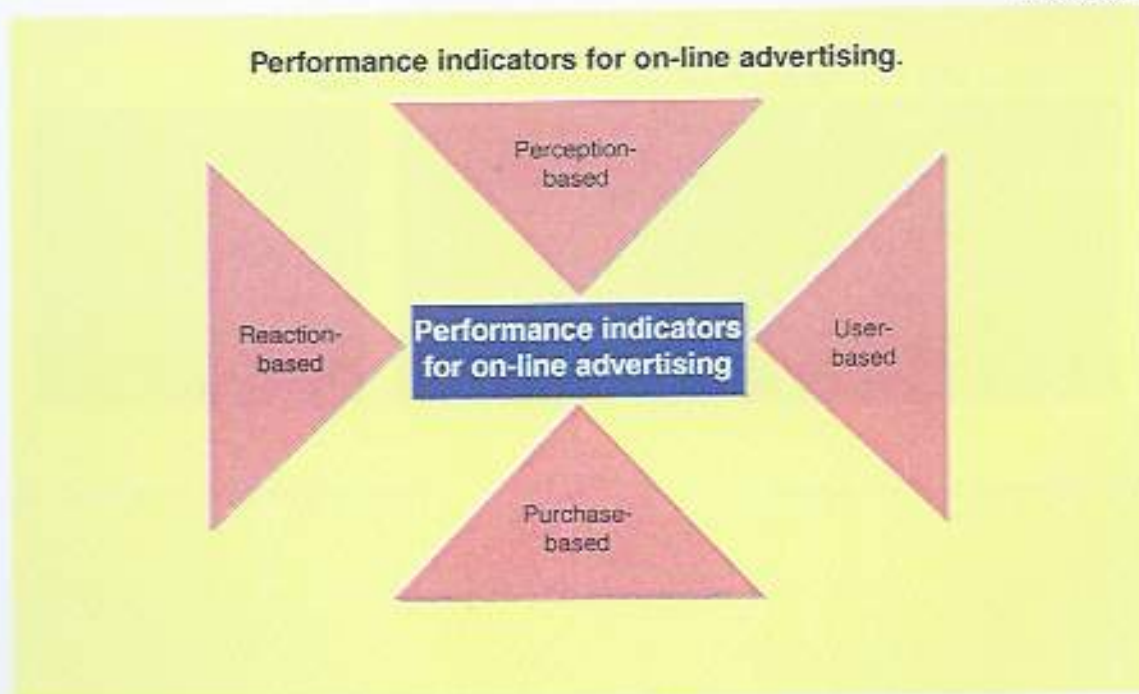 Performance indicators for on-line advertising.
Perception-
based
Reaction-
based
Performance indicators
for on-line advertising
User-
based
Purchase-
based